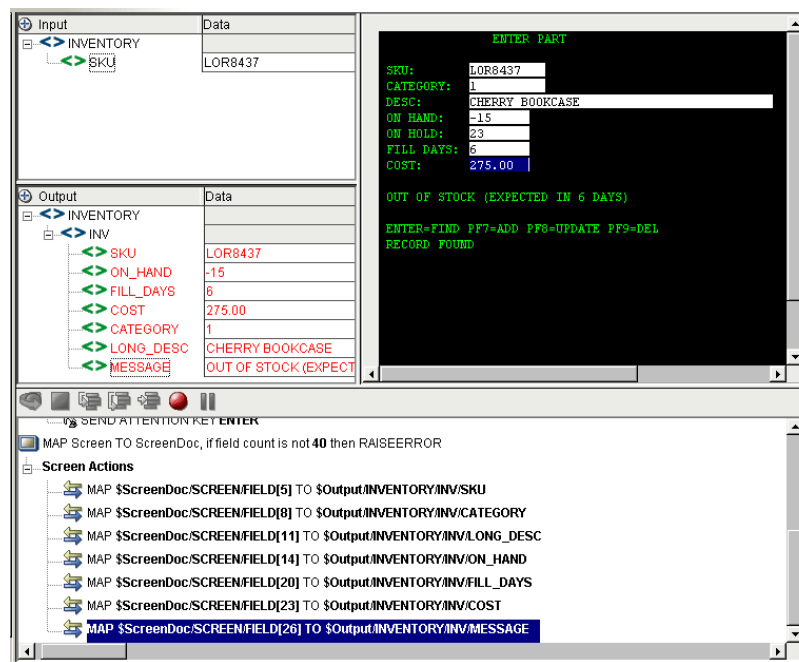 Input Data
INVENTORY
SKU LOR8437
Output Data
INVENTORY
INV
SKU LOR8437
ON_HAND -15
FILL_DAYS 6
COST 275.00
CATEGORY 1
LONG_DESC CHERRY BOOKCASE
MESSAGE OUT OF STOCK (EXPECT
ENTER PART
SKU: LOR8437
CATEGORY: 1
DESC: CHERRY BOOKCASE
ON HAND: -15
ON HOLD: 23
FILL DAYS: 6
COST: 275.00
OUT OF STOCK (EXPECTED IN 6 DAYS)
ENTER=FIND PF7=ADD PF8=UPDATE PF9=DEL
RECORD FOUND
SEND ATTENTION KEY ENTER
MAP Screen TO ScreenDoc, if field count is not 40 then RAISEERROR
Screen Actions
MAP $ScreenDoc/SCREEN/FIELD[5] TO $Output/INVENTORY/INV/SKU
MAP $ScreenDoc/SCREEN/FIELD[8] TO $Output/INVENTORY/INV/CATEGORY
MAP $ScreenDoc/SCREEN/FIELD[11] TO $Output/INVENTORY/INV/LONG_DESC
MAP $ScreenDoc/SCREEN/FIELD[14] TO $Output/INVENTORY/INV/ON_HAND
MAP $ScreenDoc/SCREEN/FIELD[20] TO $Output/INVENTORY/INV/FILL_DAYS
MAP $ScreenDoc/SCREEN/FIELD[23] TO $Output/INVENTORY/INV/COST
MAP $ScreenDoc/SCREEN/FIELD[26] TO $Output/INVENTORY/INV/MESSAGE